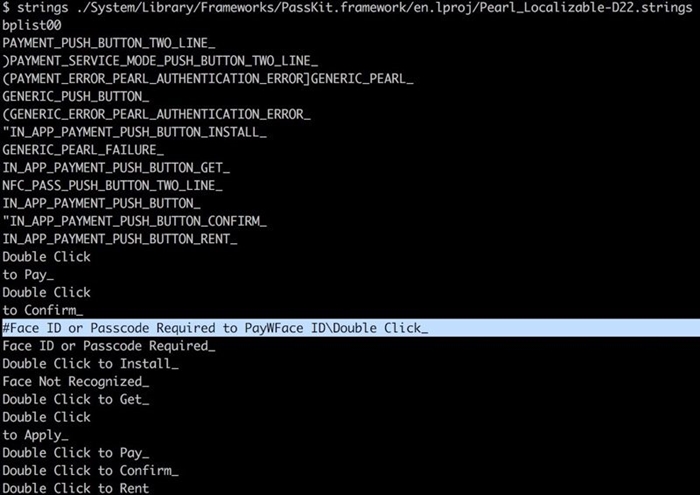 $ strings ./System/Library/Frameworks/PassKit.framework/en.lproj/Pearl_Localizable-D22.strings
bplist00
PAYMENT_PUSH_BUTTON_TWO_LINE_
)PAYMENT_SERVICE_MODE_PUSH_BUTTON_TWO_LINE_
(PAYMENT_ERROR_PEARL_AUTHENTICATION_ERROR]GENERIC_PEARL_
GENERIC_PUSH_BUTTON_
(GENERIC_ERROR_PEARL_AUTHENTICATION_ERROR_
"IN_APP_PAYMENT_PUSH_BUTTON_INSTALL_
GENERIC_PEARL_FAILURE_
IN_APP_PAYMENT_PUSH_BUTTON_GET_
NFC_PASS_PUSH_BUTTON_TWO_LINE_
IN_APP_PAYMENT_PUSH_BUTTON_
"IN_APP_PAYMENT_PUSH_BUTTON_CONFIRM_
IN_APP_PAYMENT_PUSH_BUTTON_RENT_
Double Click
to Pay_
Double Click
to Confirm_
#Face ID or Passcode Required to PayWFace ID\Double Click_
Face ID or Passcode Required_
Double Click to Install_
Face Not Recognized_
Double Click to Get_
Double Click
to Apply_
Double Click to Pay_
Double Click to Confirm_
Double Click to Rent